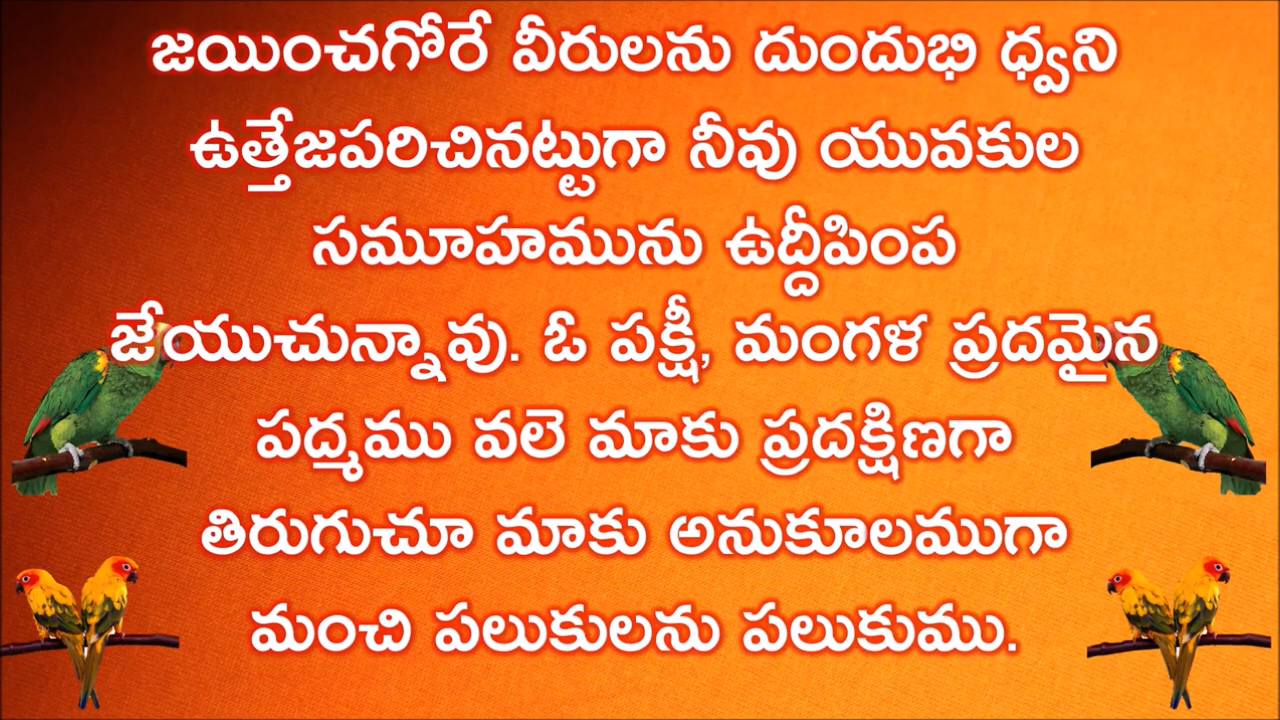 జయించగోరే వీరులను దుందుభి ధ్వని
ఉత్తేజపరిచినట్టుగా నీవు యువకుల
సమూహమును ఉద్దీపింప
జేయుచున్నావు. ఓ పక్షీ, మంగళ ప్రదమైన
పద్మము వలె మాకు ప్రదక్షిణగా
తిరుగుచూ మాకు అనుకూలముగా
మంచి పలుకులను పలుకుము.